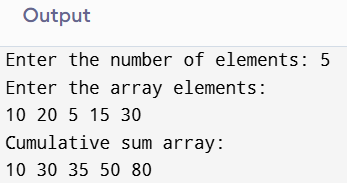 Output
Enter the number of elements: 5
Enter the array elements:
10 20 5 15 30
Cumulative sum array:
10 30 35 50 80